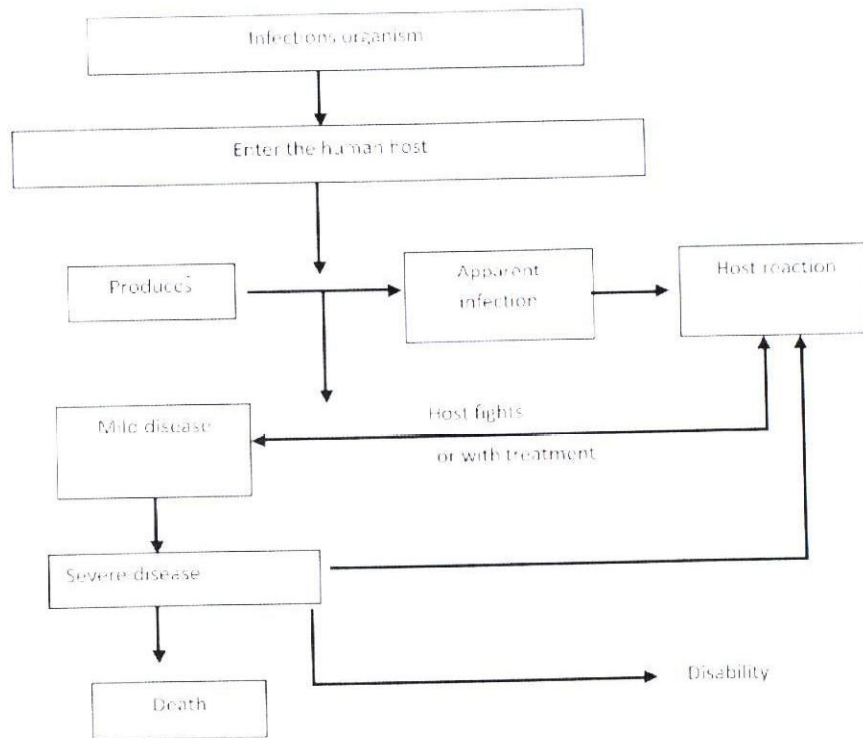 Infections organism
Enter the human host
Produces
Apparent
infection
Host reaction
Mild disease
Host fights
or with treatment
Severe disease
Disability
Death